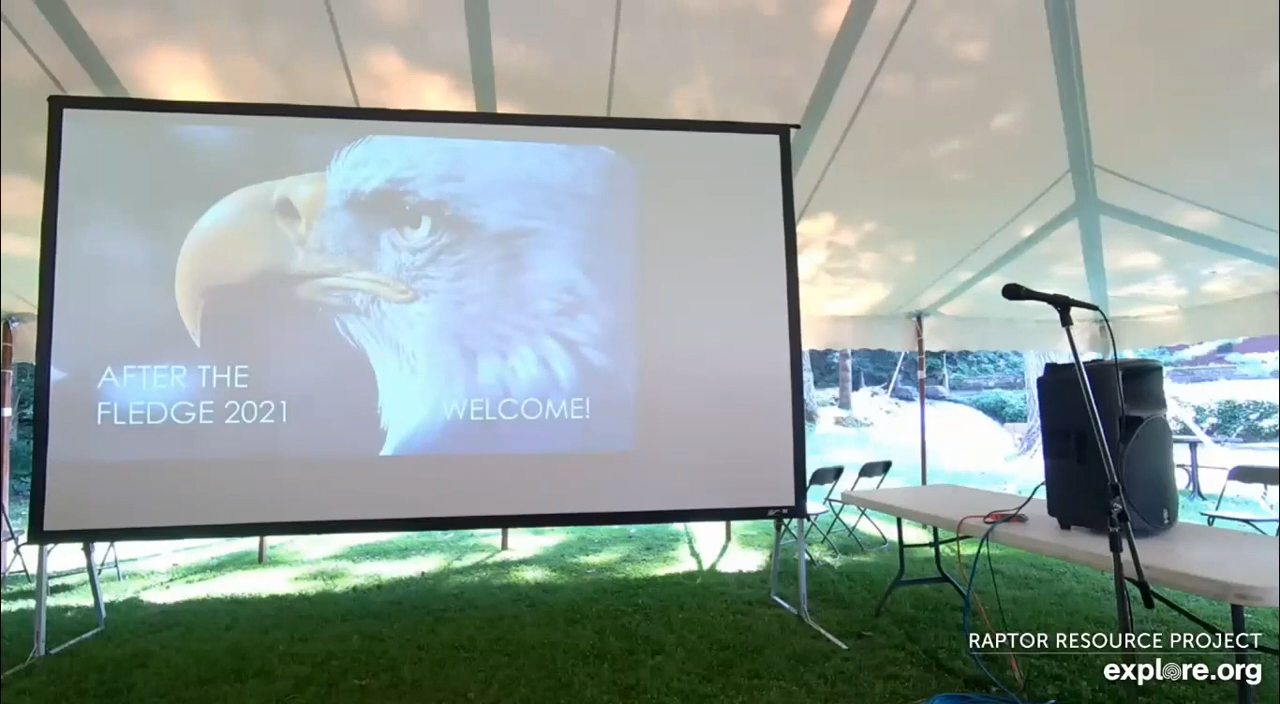 AFTER THE
FLEDGE 2021
WELCOME!
RAPTOR RESOURCE PROJECT
explore.org